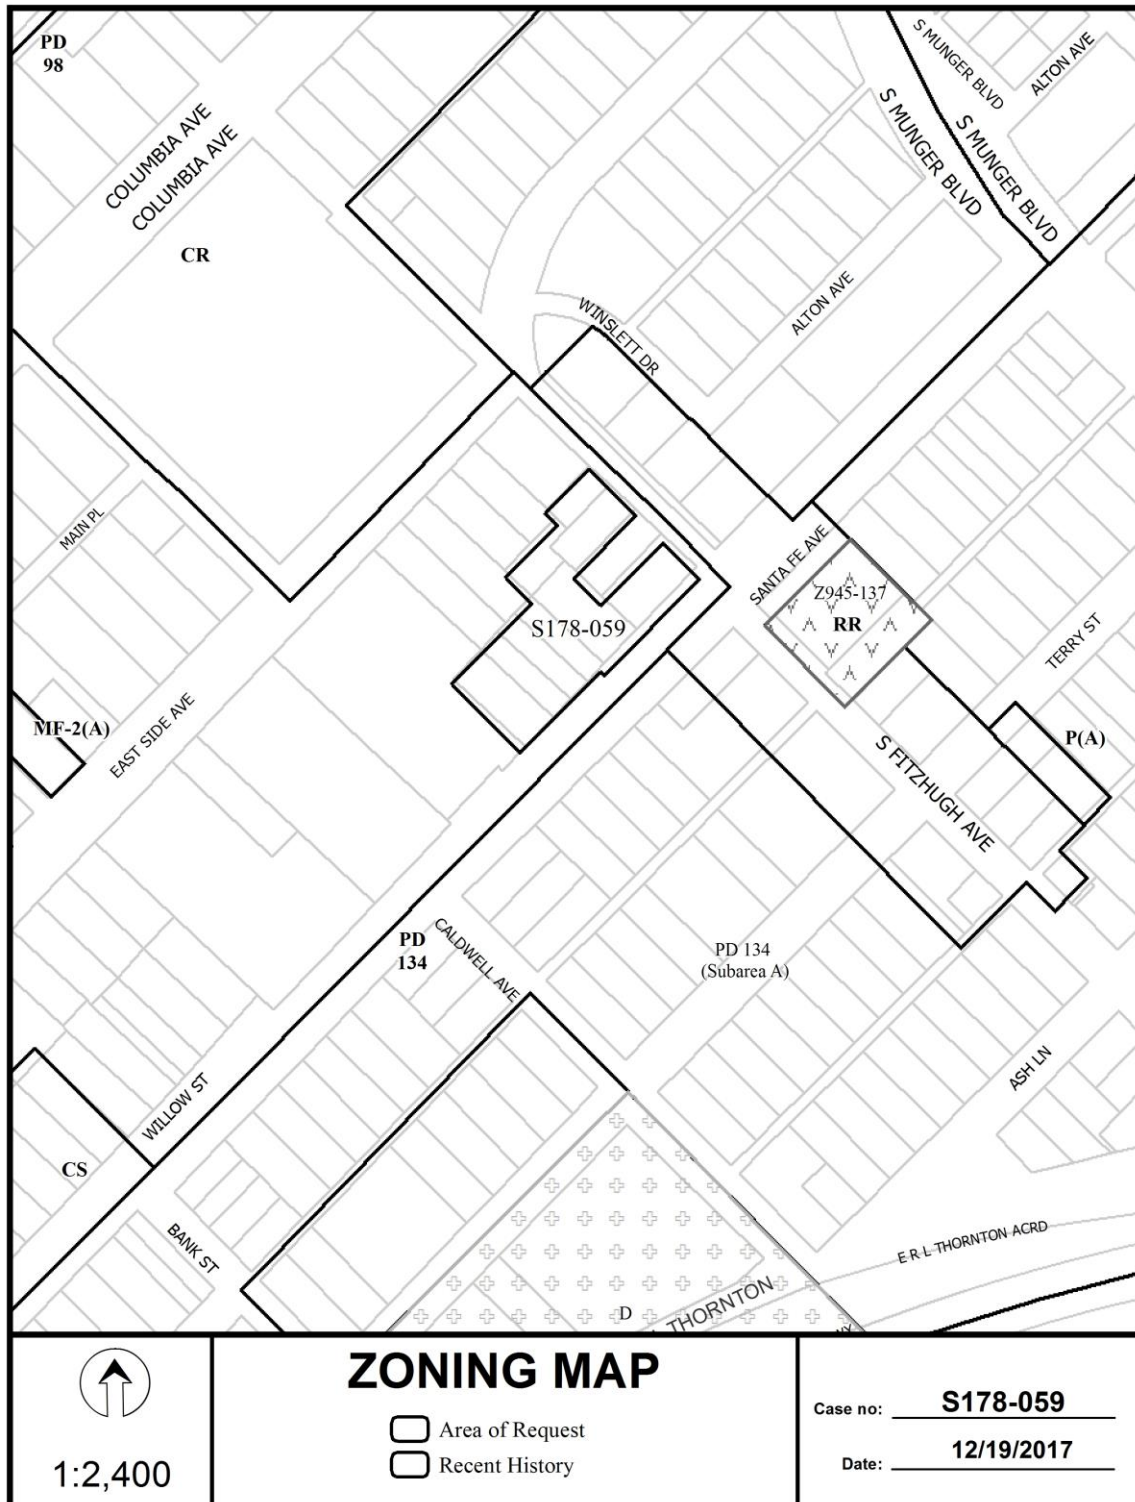 PD
98
S MUNGER BLVD
ALTON AVE
COLUMBIA AVE
COLUMBIA AVE
S MUNGER BLVD
S MUNGER BLVD
CR
WINSLETT DR
ALTON AVE
MAIN PL
SANTA FE AVE
Z945-137
RR
S178-059
TERRY ST
MF-2(A)
EAST SIDE AVE
P(A)
S FITZHUGH AVE
PD
134
CALDWELL AVE
PD 134
(Subarea A)
ASH LN
WILLOW ST
CS
BANK ST
E R L THORNTON ACRD
D
THORNTON
ZONING MAP
Area of Request
Recent History
1:2,400
Case no: S178-059
Date: 12/19/2017